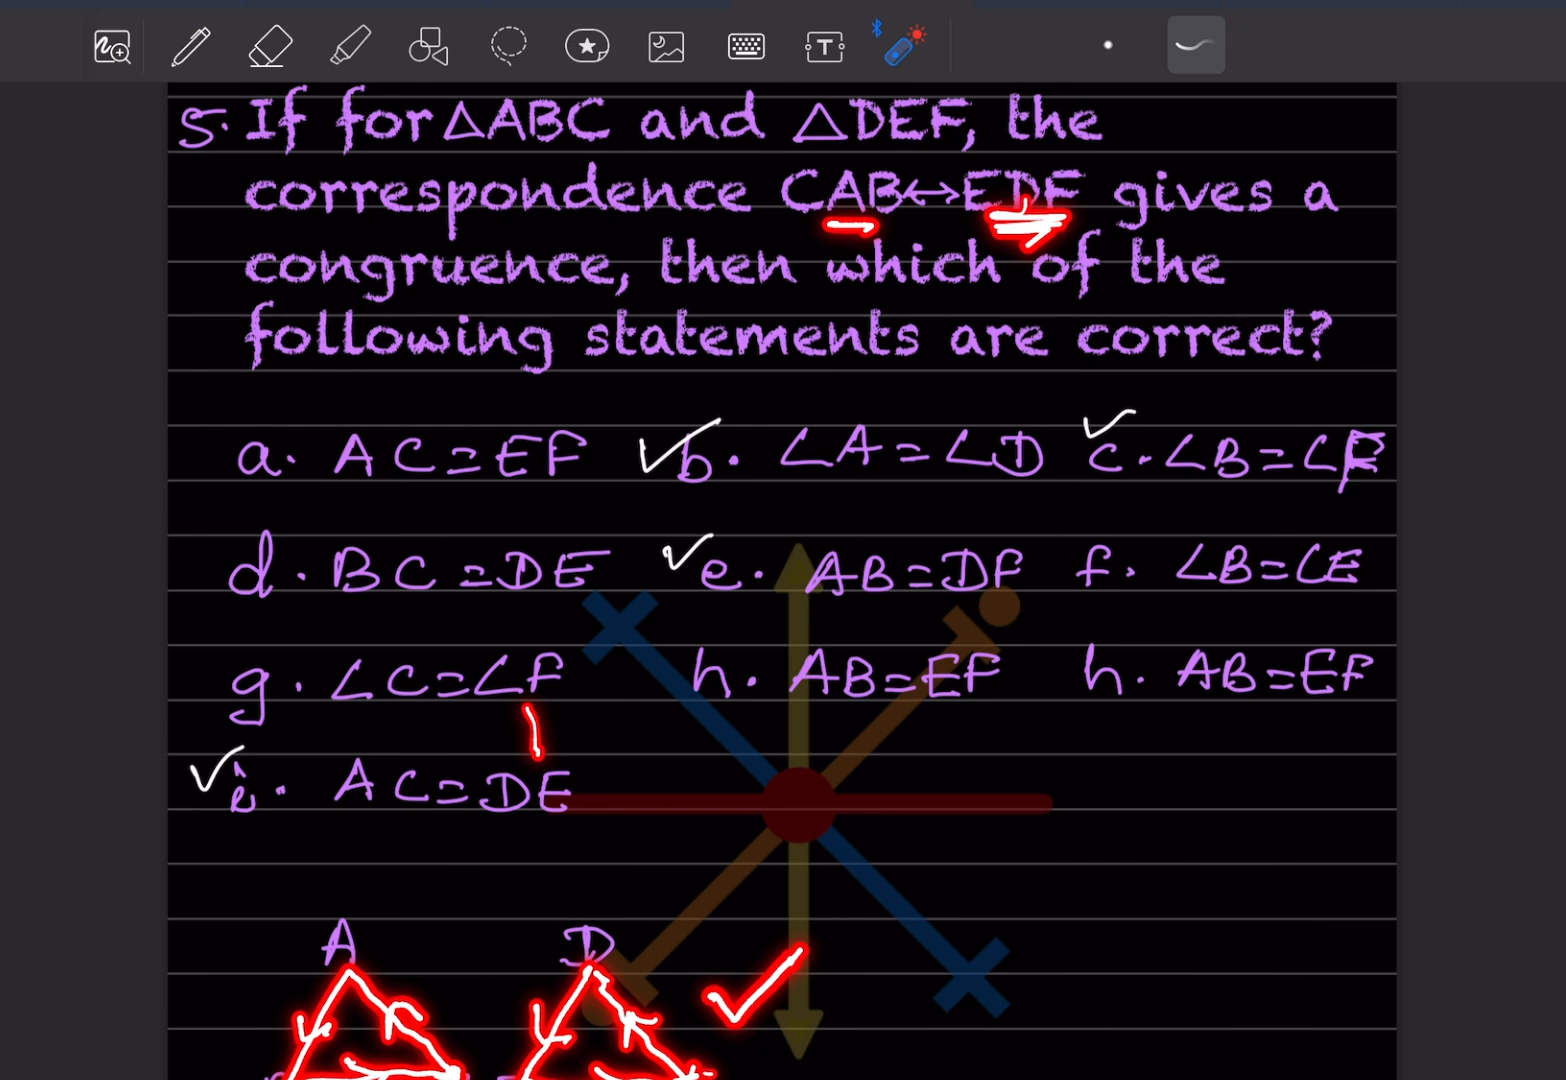 5. If for △ABC and △DEF, the
correspondence CAB↔EDF gives a
congruence, then which of the
following statements are correct?
a. AC=EF ✓b. ∠A=∠D ✓c. ∠B=∠F
d. BC=DE ✓e. AB=DF f. ∠B=∠E
g. ∠C=∠F h. AB=EF h. AB=EF
✓i. AC=DE
A D